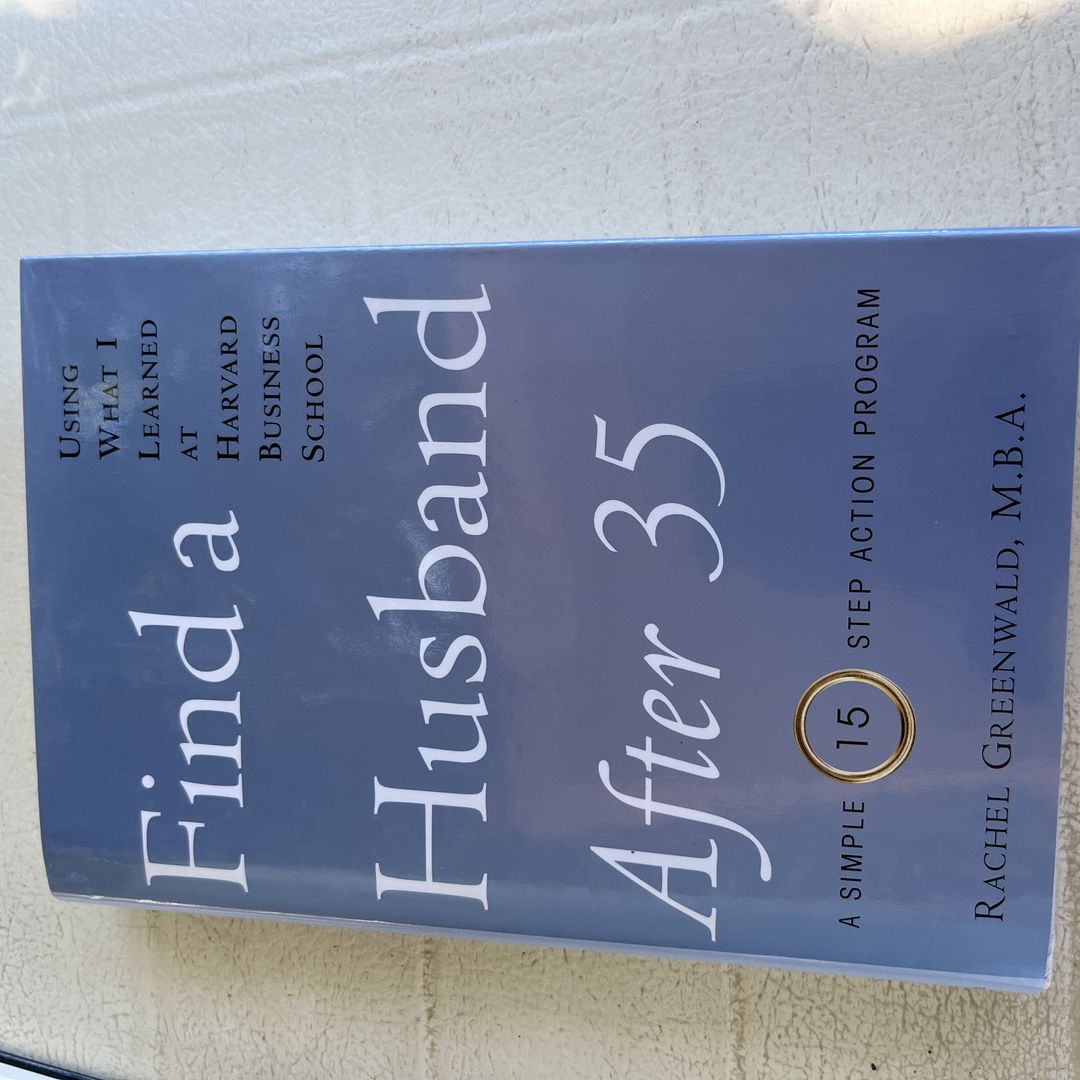 Find a
USING
WHAT I
LEARNED
AT
HARVARD
BUSINESS
SCHOOL
Husband
After 35
A SIMPLE 15 STEP ACTION PROGRAM
RACHEL GREENWALD, M.B.A.